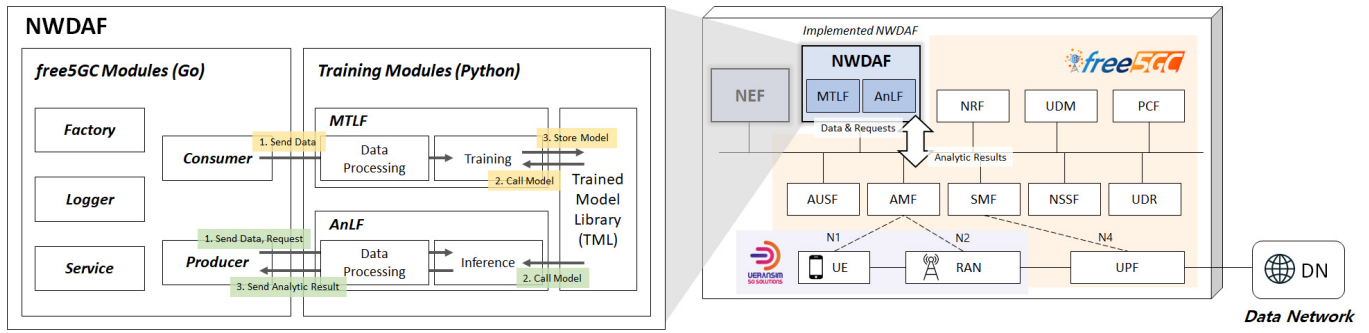 NWDAF
free5GC Modules (Go)
Factory
Logger
Service
Consumer
Producer
Training Modules (Python)
MTLF
1. Send Data
Data
Processing
Training
3. Store Model
2. Call Model
Trained
Model
Library
(TML)
AnLF
1. Send Data, Request
Data
Processing
Inference
2. Call Model
3. Send Analytic Result
Implemented NWDAF
NWDAF
MTLF
AnLF
NEF
free5GC
NRF
UDM
PCF
Data & Requests
Analytic Results
AUSF
AMF
SMF
NSSF
UDR
N1
N2
N4
UERANSIM
5G SOLUTIONS
UE
RAN
UPF
DN
Data Network